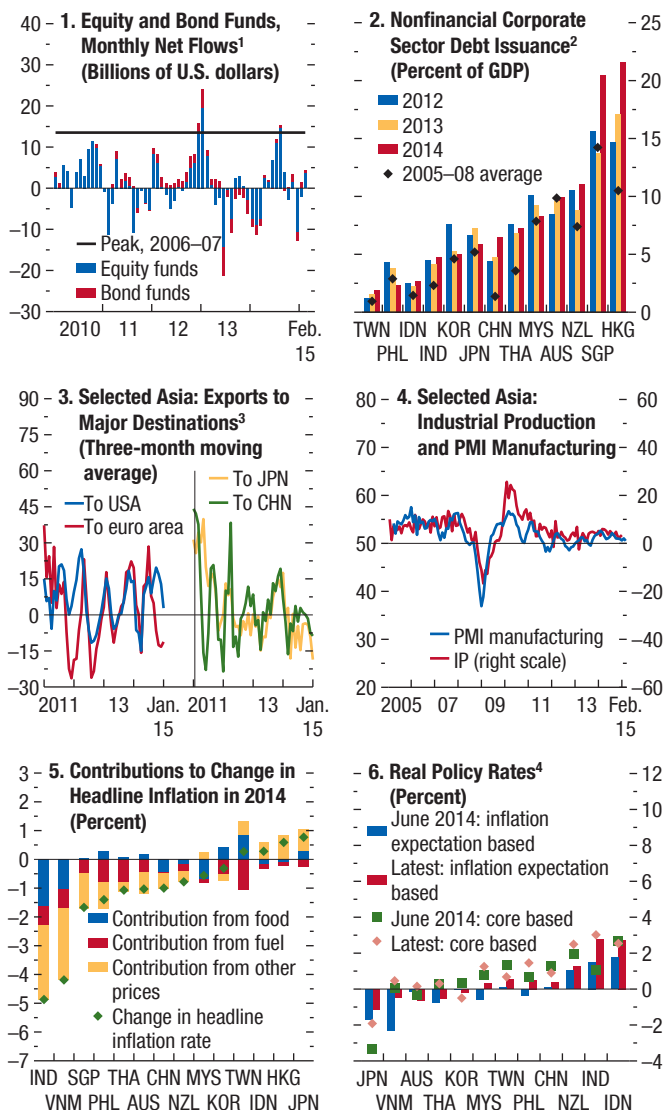 1. Equity and Bond Funds,
Monthly Net Flows¹
(Billions of U.S. dollars)
40
30
20
10
0
−10
−20
−30
Peak, 2006–07
Equity funds
Bond funds
2010 11 12 13 Feb.
15
2. Nonfinancial Corporate
Sector Debt Issuance²
(Percent of GDP)
2012
2013
2014
2005–08 average
25
20
15
10
5
0
TWN IDN KOR CHN MYS NZL HKG
PHL IND JPN THA AUS SGP
3. Selected Asia: Exports to
Major Destinations³
(Three-month moving
average)
90
75
60
45
30
15
0
−15
−30
To USA
To euro area
To JPN
To CHN
2011 13 Jan. 2011 13 Jan.
15 15
4. Selected Asia:
Industrial Production
and PMI Manufacturing
80
70
60
50
40
30
20
60
40
20
0
−20
−40
−60
PMI manufacturing
IP (right scale)
2005 07 09 11 13 Feb.
15
5. Contributions to Change in
Headline Inflation in 2014
(Percent)
3
2
1
0
−1
−2
−3
−4
−5
−6
−7
Contribution from food
Contribution from fuel
Contribution from other
prices
Change in headline
inflation rate
IND SGP THA CHN MYS TWN HKG
VNM PHL AUS NZL KOR IDN JPN
6. Real Policy Rates⁴
(Percent)
June 2014: inflation
expectation based
Latest: inflation expectation
based
June 2014: core based
Latest: core based
12
10
8
6
4
2
0
−2
−4
JPN AUS KOR TWN CHN IND
VNM THA MYS PHL NZL IDN